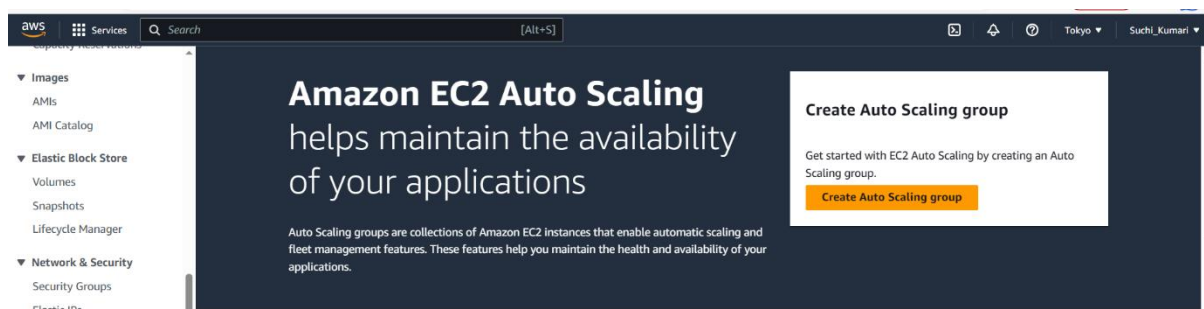 aws
Services
Search
[Alt+S]
Tokyo
Suchi_Kumari
Capacity Reservations
Images
AMIs
AMI Catalog
Elastic Block Store
Volumes
Snapshots
Lifecycle Manager
Network & Security
Security Groups
Elastic IPs
Amazon EC2 Auto Scaling
helps maintain the availability
of your applications
Auto Scaling groups are collections of Amazon EC2 instances that enable automatic scaling and
fleet management features. These features help you maintain the health and availability of your
applications.
Create Auto Scaling group
Get started with EC2 Auto Scaling by creating an Auto
Scaling group.
Create Auto Scaling group